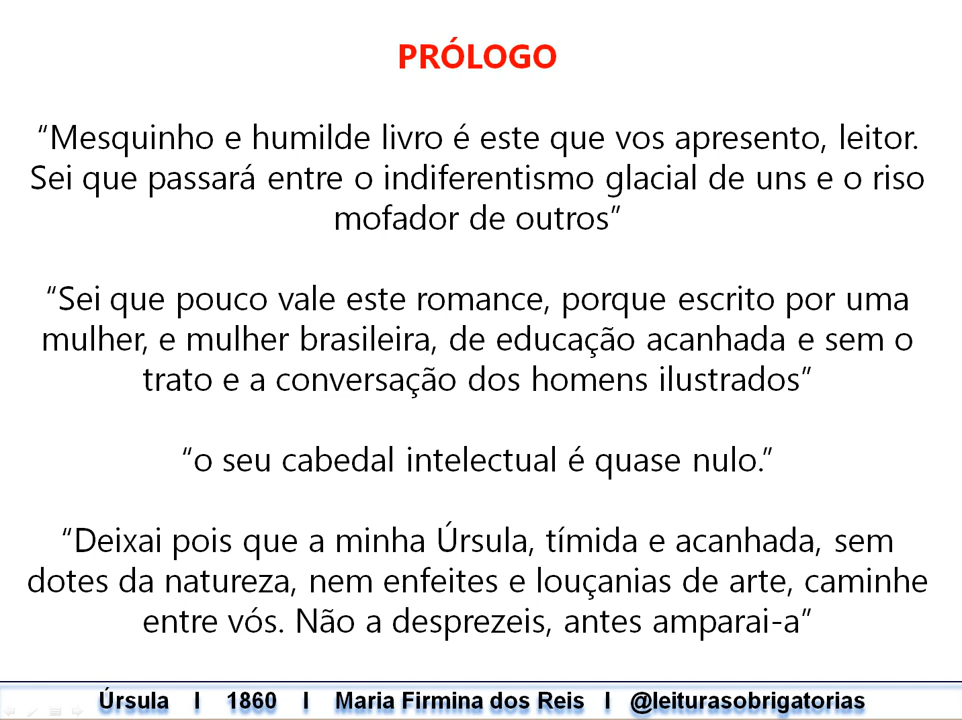 PRÓLOGO
“Mesquinho e humilde livro é este que vos apresento, leitor.
Sei que passará entre o indiferentismo glacial de uns e o riso
mofador de outros”
“Sei que pouco vale este romance, porque escrito por uma
mulher, e mulher brasileira, de educação acanhada e sem o
trato e a conversação dos homens ilustrados”
“o seu cabedal intelectual é quase nulo.”
“Deixai pois que a minha Úrsula, tímida e acanhada, sem
dotes da natureza, nem enfeites e louçanias de arte, caminhe
entre vós. Não a desprezeis, antes amparai-a”
Úrsula I 1860 I Maria Firmina dos Reis I @leiturasobrigatorias